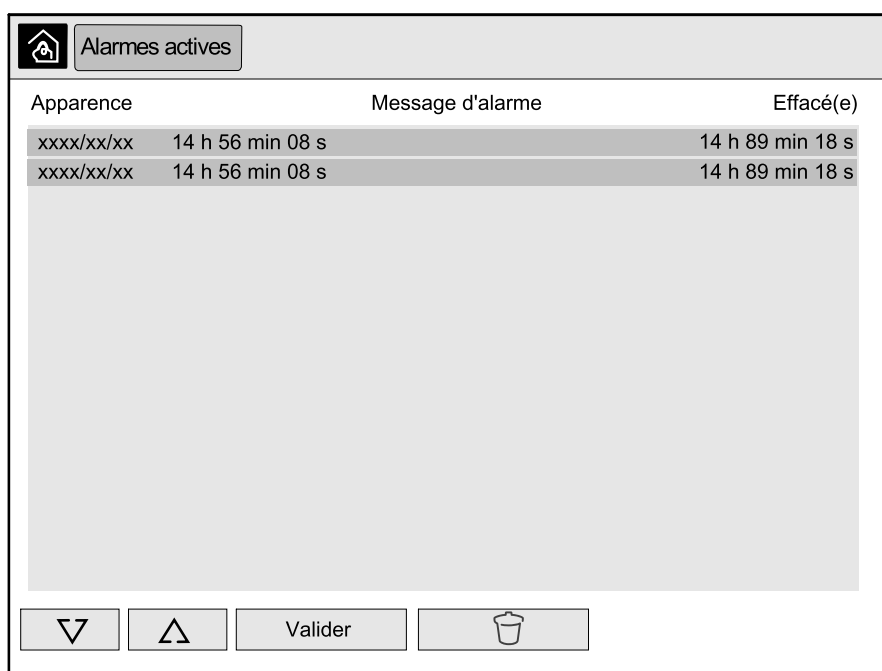 Alarmes actives
Apparence Message d'alarme Effacé(e)
xxxx/xx/xx 14 h 56 min 08 s 14 h 89 min 18 s
xxxx/xx/xx 14 h 56 min 08 s 14 h 89 min 18 s
Valider